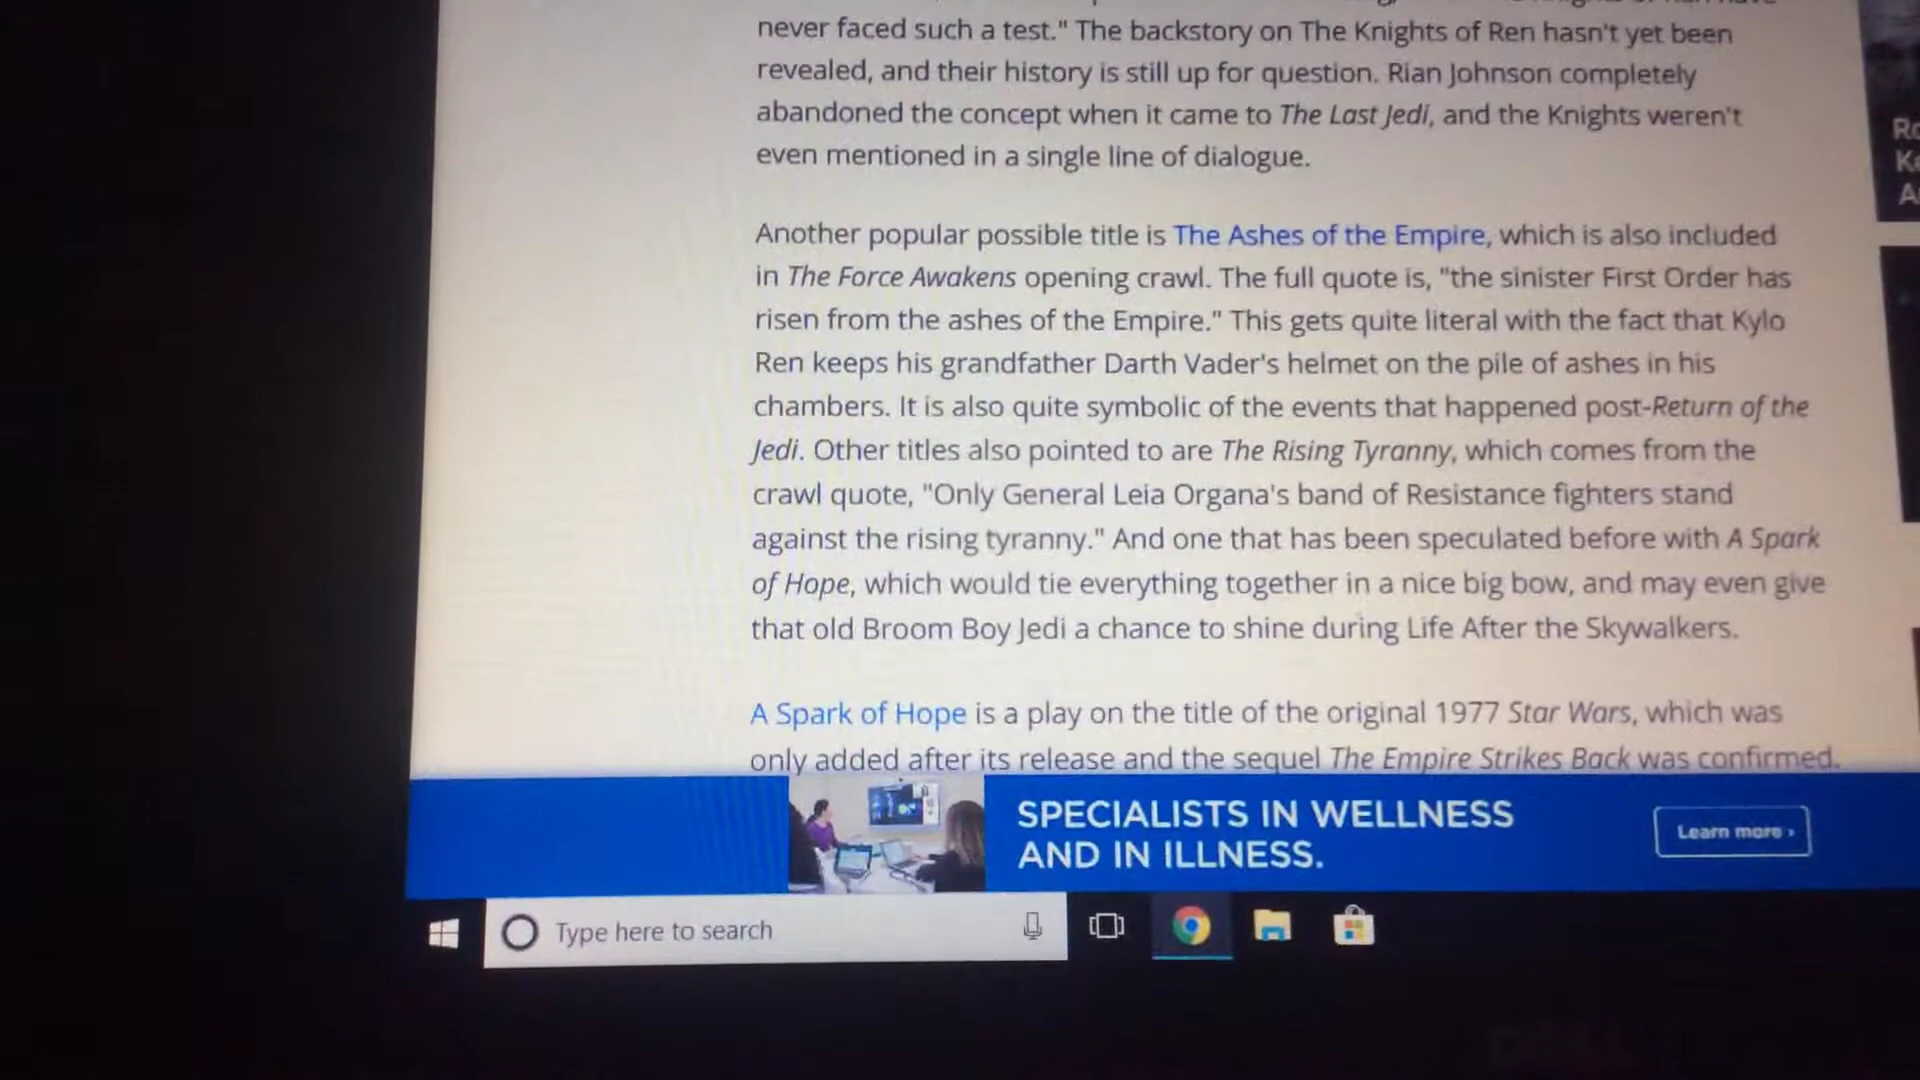 never faced such a test." The backstory on The Knights of Ren hasn't yet been
revealed, and their history is still up for question. Rian Johnson completely
abandoned the concept when it came to The Last Jedi, and the Knights weren't
even mentioned in a single line of dialogue.
Another popular possible title is The Ashes of the Empire, which is also included
in The Force Awakens opening crawl. The full quote is, "the sinister First Order has
risen from the ashes of the Empire." This gets quite literal with the fact that Kylo
Ren keeps his grandfather Darth Vader's helmet on the pile of ashes in his
chambers. It is also quite symbolic of the events that happened post-Return of the
Jedi. Other titles also pointed to are The Rising Tyranny, which comes from the
crawl quote, "Only General Leia Organa's band of Resistance fighters stand
against the rising tyranny." And one that has been speculated before with A Spark
of Hope, which would tie everything together in a nice big bow, and may even give
that old Broom Boy Jedi a chance to shine during Life After the Skywalkers.
A Spark of Hope is a play on the title of the original 1977 Star Wars, which was
only added after its release and the sequel The Empire Strikes Back was confirmed.
SPECIALISTS IN WELLNESS
AND IN ILLNESS.
Learn more ›
Type here to search